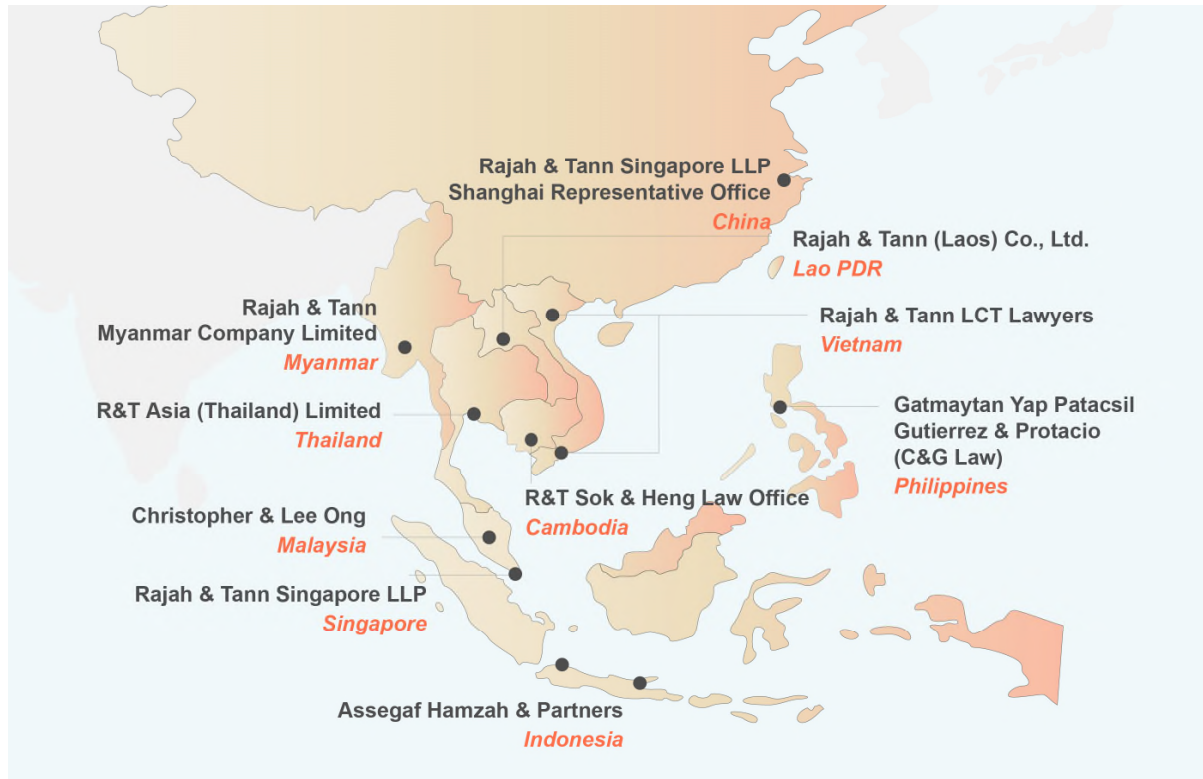 Rajah & Tann Singapore LLP
Shanghai Representative Office
China
Rajah & Tann (Laos) Co., Ltd.
Lao PDR
Rajah & Tann
Myanmar Company Limited
Myanmar
Rajah & Tann LCT Lawyers
Vietnam
R&T Asia (Thailand) Limited
Thailand
Gatmaytan Yap Patacsil
Gutierrez & Protacio
(C&G Law)
Philippines
R&T Sok & Heng Law Office
Cambodia
Christopher & Lee Ong
Malaysia
Rajah & Tann Singapore LLP
Singapore
Assegaf Hamzah & Partners
Indonesia